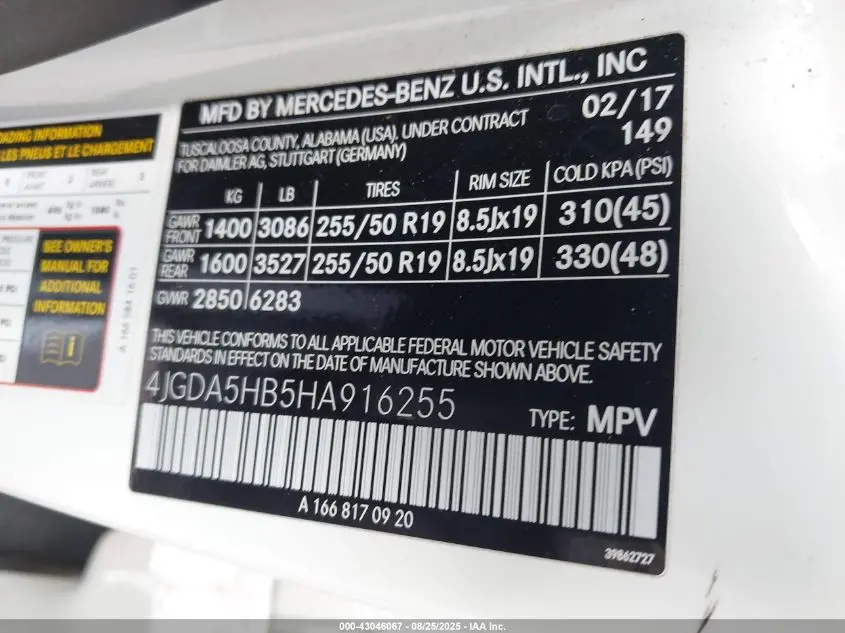 MFD BY MERCEDES-BENZ U.S. INTL., INC
TUSCALOOSA COUNTY, ALABAMA (USA). UNDER CONTRACT
FOR DAIMLER AG, STUTTGART (GERMANY)
02/17
149
KG LB TIRES RIM SIZE COLD KPA (PSI)
GAWR FRONT 1400 3086 255/50 R19 8.5Jx19 310(45)
GAWR REAR 1600 3527 255/50 R19 8.5Jx19 330(48)
GVWR 2850 6283
THIS VEHICLE CONFORMS TO ALL APPLICABLE FEDERAL MOTOR VEHICLE SAFETY
STANDARDS IN EFFECT ON THE DATE OF MANUFACTURE SHOWN ABOVE.
4JGDA5HB5HA916255
TYPE: MPV
A 166 817 09 20
39862727
INFORMATION
LES PNEUS ET LE CHARGEMENT
SEE OWNER'S
MANUAL FOR
ADDITIONAL
INFORMATION
A 166 584 16 01
000-43046067 - 08/25/2025 - IAA Inc.